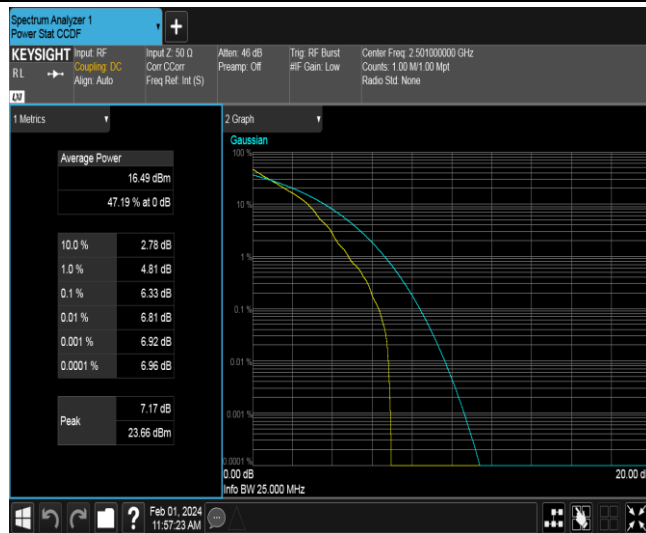 Spectrum Analyzer 1
Power Stat CCDF
KEYSIGHT
RL
Input: RF
Coupling: DC
Align: Auto
Input Z: 50 Ω
Corr CCorr
Freq Ref: Int (S)
Atten: 46 dB
Preamp: Off
Trig: RF Burst
#IF Gain: Low
Center Freq: 2.501000000 GHz
Counts: 1.00 M/1.00 Mpt
Radio Std: None
1 Metrics
Average Power
16.49 dBm
47.19 % at 0 dB
10.0 % 2.78 dB
1.0 % 4.81 dB
0.1 % 6.33 dB
0.01 % 6.81 dB
0.001 % 6.92 dB
0.0001 % 6.96 dB
Peak
7.17 dB
23.66 dBm
2 Graph
Gaussian
100 %
10 %
1 %
0.1 %
0.01 %
0.001 %
0.0001 %
0.00 dB
20.00 d
Info BW 25.000 MHz
Feb 01, 2024
11:57:23 AM